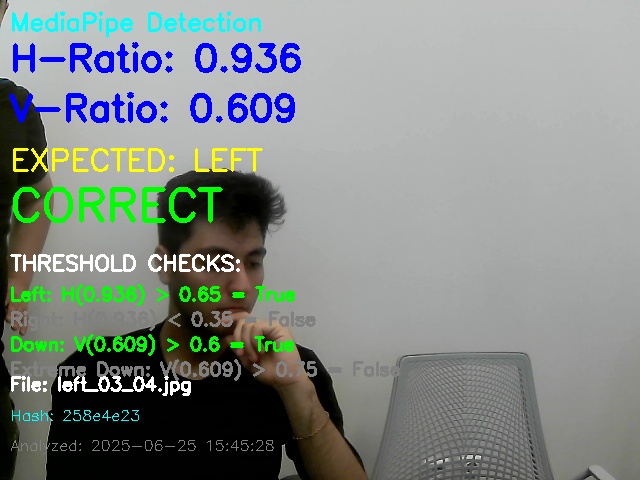 MediaPipe Detection
H-Ratio: 0.936
V-Ratio: 0.609
EXPECTED: LEFT
CORRECT
THRESHOLD CHECKS:
Left: H(0.936) > 0.65 = True
Right: H(0.936) < 0.35 = False
Down: V(0.609) > 0.6 = True
Extreme Down: V(0.609) > 0.75 = False
File: left_03_04.jpg
Hash: 258e4e23
Analyzed: 2025-06-25 15:45:28